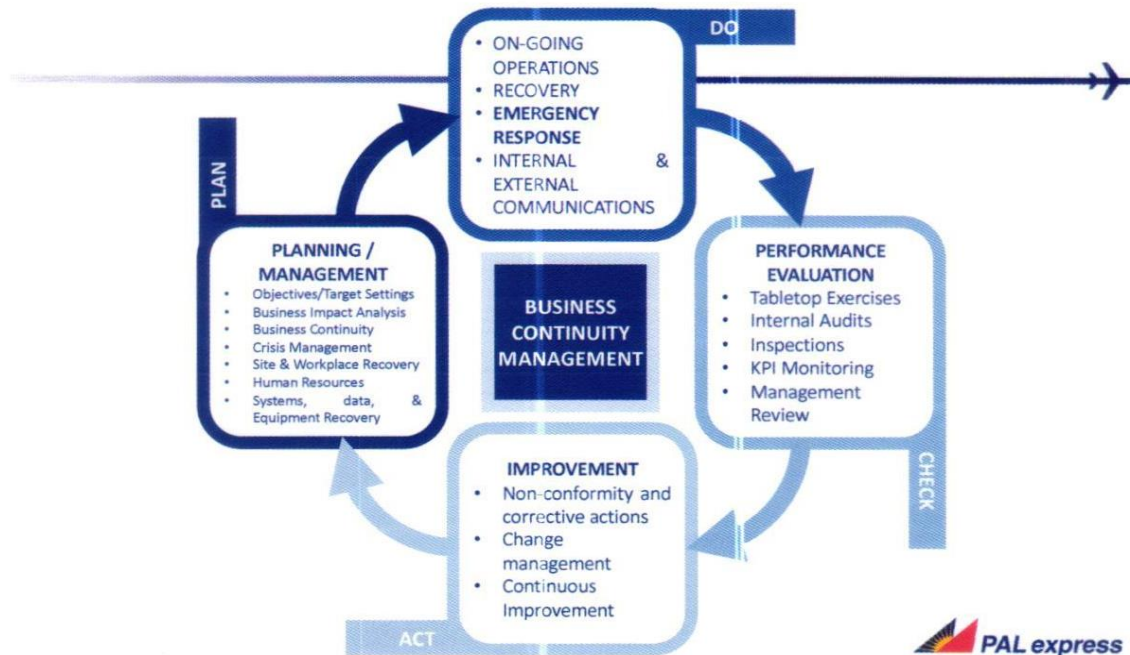 DO
• ON-GOING
OPERATIONS
• RECOVERY
• EMERGENCY
RESPONSE
• INTERNAL &
EXTERNAL
COMMUNICATIONS
PLAN
PLANNING /
MANAGEMENT
• Objectives/Target Settings
• Business Impact Analysis
• Business Continuity
• Crisis Management
• Site & Workplace Recovery
• Human Resources
• Systems, data, &
Equipment Recovery
BUSINESS
CONTINUITY
MANAGEMENT
PERFORMANCE
EVALUATION
• Tabletop Exercises
• Internal Audits
• Inspections
• KPI Monitoring
• Management
Review
CHECK
IMPROVEMENT
• Non-conformity and
corrective actions
• Change
management
• Continuous
Improvement
ACT
PAL express